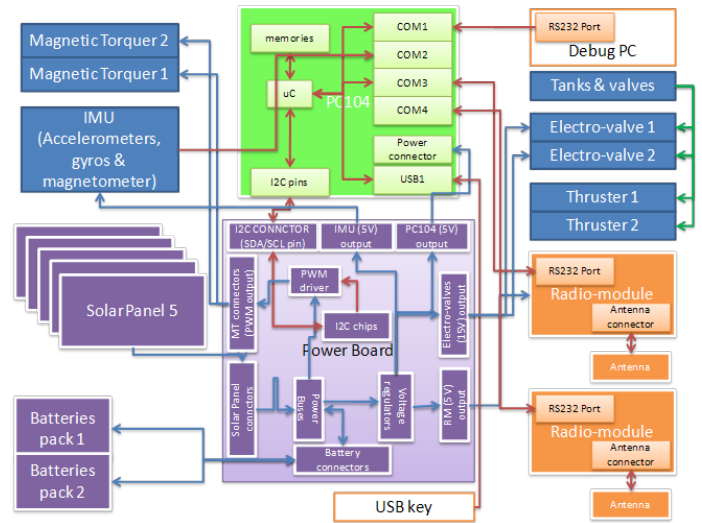 Magnetic Torquer 2
Magnetic Torquer 1
IMU
(Accelerometers,
gyros &
magnetometer)
memories
uC
PC104
I2C pins
COM1
COM2
COM3
COM4
Power
connector
USB1
RS232 Port
Debug PC
Tanks & valves
Electro-valve 1
Electro-valve 2
Thruster 1
Thruster 2
I2C CONNCTOR
(SDA/SCL pin)
IMU (5V)
output
PC104 (5V)
output
MT connectors
(PWM output)
PWM
driver
I2C chips
Power Board
Electro-valves
(15V) output
Solar Panel 5
Solar Panel
connctors
Power
Buses
Voltage
regulators
RM (5 V)
output
Battery
connectors
Batteries
pack 1
Batteries
pack 2
USB key
RS232 Port
Radio-module
Antenna
connector
Antenna
RS232 Port
Radio-module
Antenna
connector
Antenna